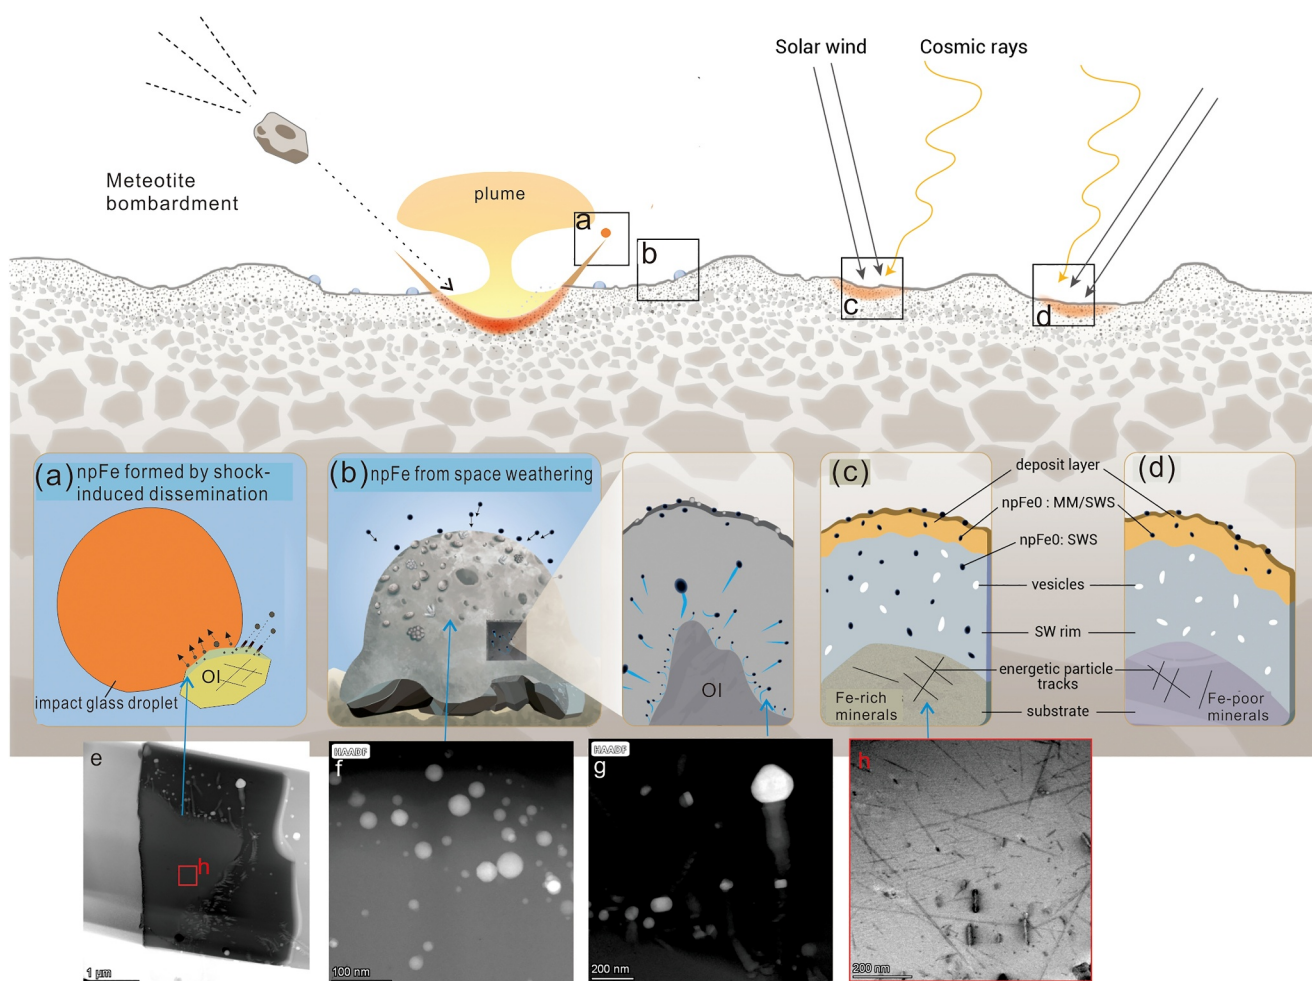 Solar wind
Cosmic rays
Meteotite
bombardment
plume
a
b
c
d
(a) npFe formed by shock-
induced dissemination
Ol
impact glass droplet
(b) npFe from space weathering
Ol
(c)
Fe-rich
minerals
deposit layer
npFe0 : MM/SWS
npFe0: SWS
vesicles
SW rim
energetic particle
tracks
substrate
(d)
Fe-poor
minerals
e
h
1 μm
HAADF
f
100 nm
HAADF
g
200 nm
h
200 nm